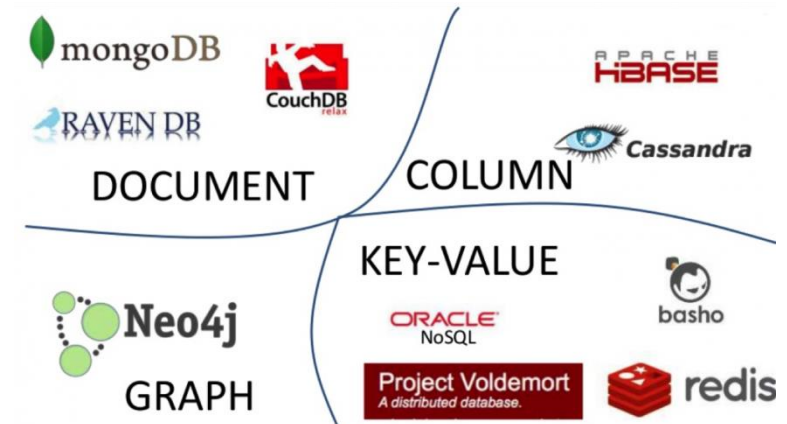 mongoDB
CouchDB
relax
RAVEN DB
DOCUMENT
APACHE
HBASE
Cassandra
COLUMN
Neo4j
GRAPH
KEY-VALUE
basho
ORACLE
NoSQL
Project Voldemort
A distributed database.
redis